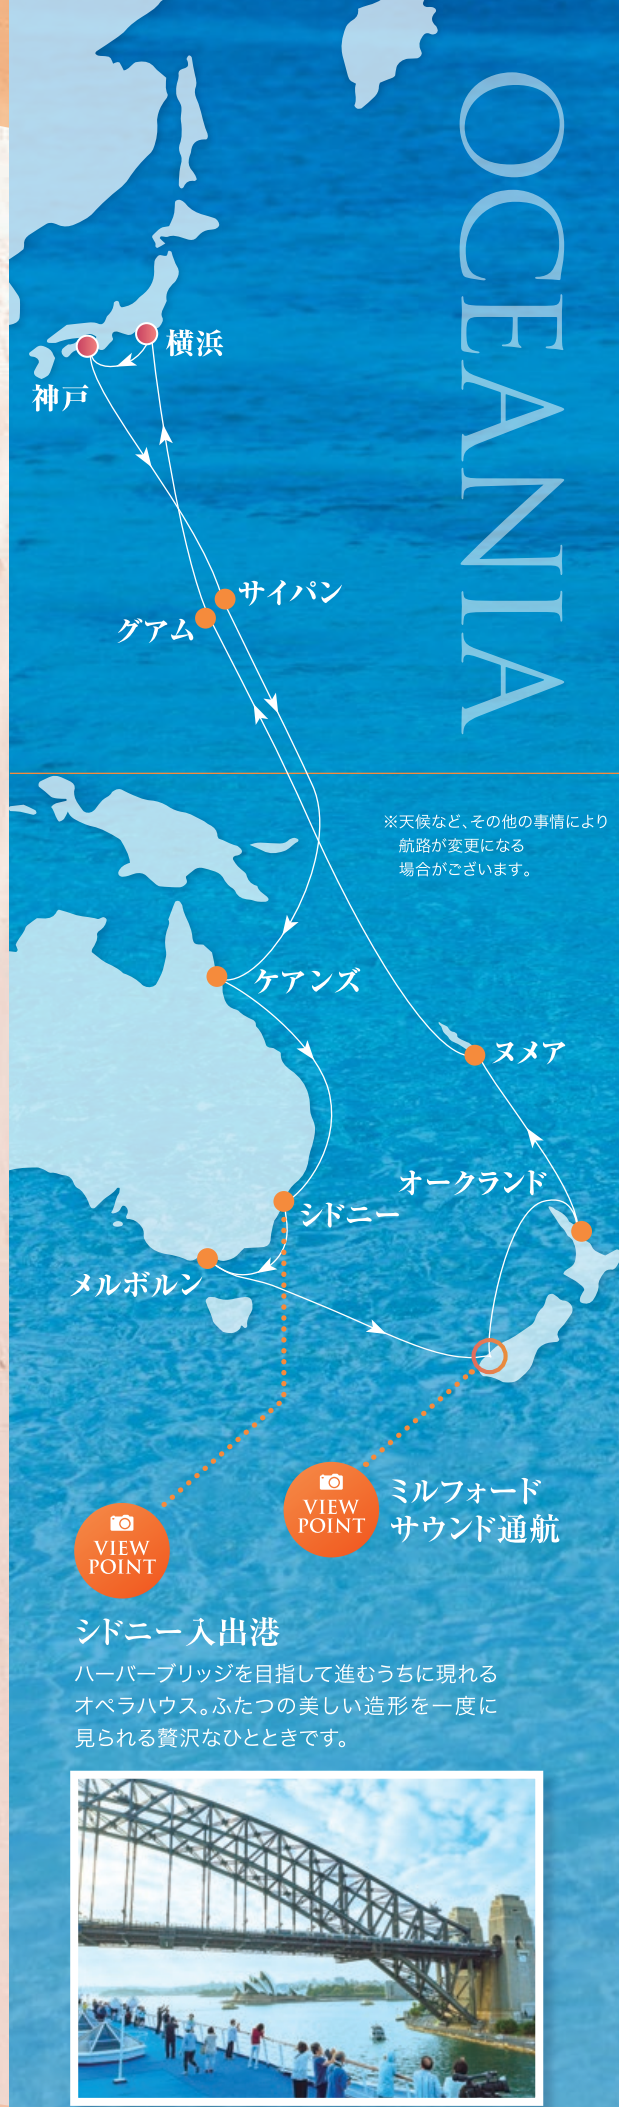 OCEANIA
横浜
神戸
サイパン
グアム
※天候など、その他の事情により
航路が変更になる
場合がございます。
ケアンズ
ヌメア
オークランド
シドニー
メルボルン
VIEW
POINT
ミルフォード
サウンド通航
VIEW
POINT
シドニー入出港
ハーバーブリッジを目指して進むうちに現れる
オペラハウス。ふたつの美しい造形を一度に
見られる贅沢なひとときです。